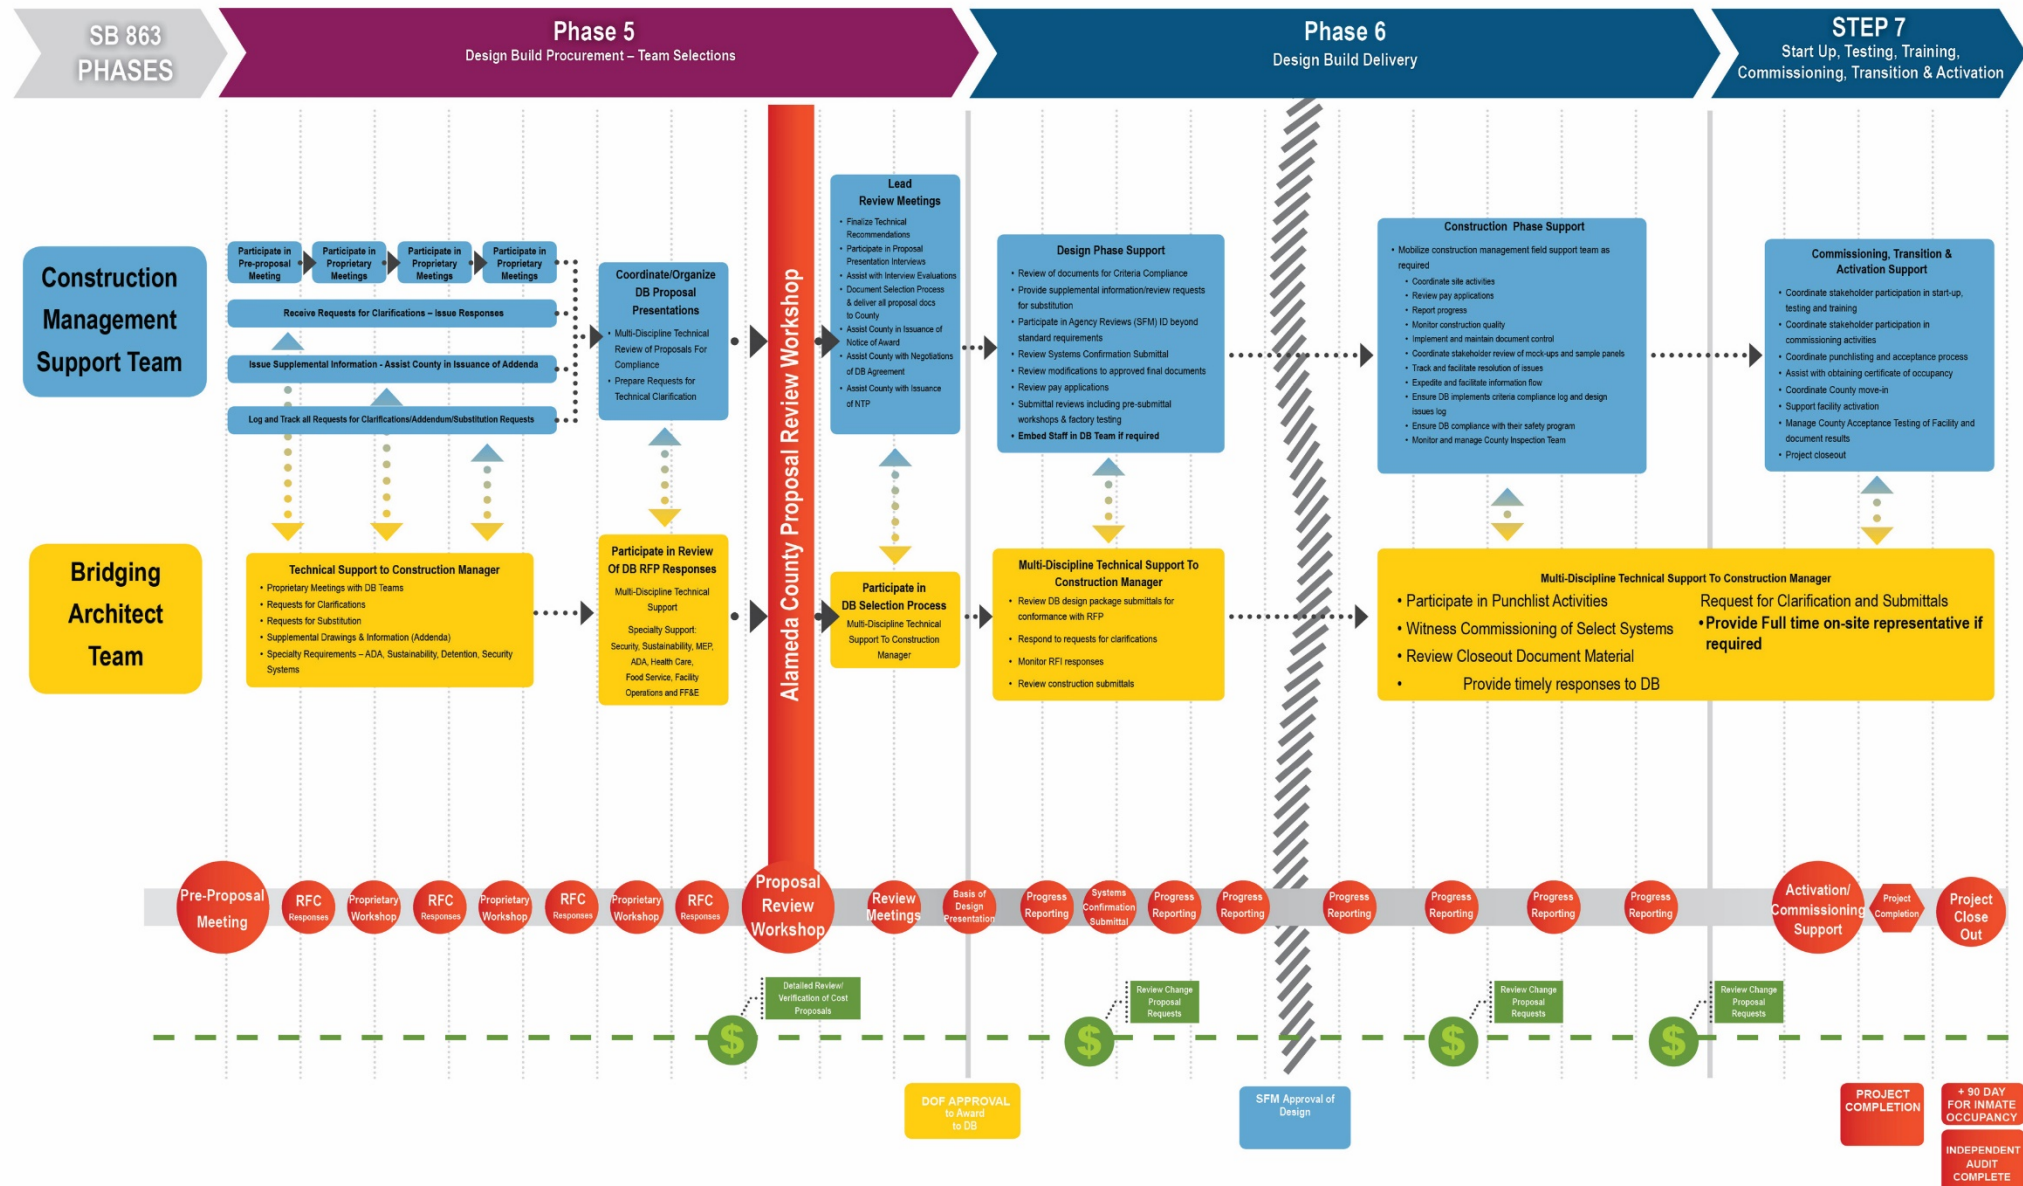 SB 863
PHASES
Phase 5
Design Build Procurement – Team Selections
Phase 6
Design Build Delivery
STEP 7
Start Up, Testing, Training,
Commissioning, Transition & Activation
Construction
Management
Support Team
Participate in
Pre-proposal
Meeting
Participate in
Proprietary
Meetings
Participate in
Proprietary
Meetings
Participate in
Proprietary
Meetings
Receive Requests for Clarifications – Issue Responses
Issue Supplemental Information - Assist County in Issuance of Addenda
Log and Track all Requests for Clarifications/Addendum/Substitution Requests
Coordinate/Organize
DB Proposal
Presentations
• Multi-Discipline Technical
Review of Proposals For
Compliance
• Prepare Requests for
Technical Clarification
Alameda County Proposal Review Workshop
Lead
Review Meetings
• Finalize Technical
Recommendations
• Participate in Proposal
Presentation Interviews
• Assist with Interview Evaluations
• Document Selection Process
& deliver all proposal docs
to County
• Assist County in Issuance of
• Notice of Award
• Assist County with Negotiations
of DB Agreement
• Assist County with Issuance
of NTP
Design Phase Support
• Review of documents for Criteria Compliance
• Provide supplemental information/review requests
for substitution
• Participate in Agency Reviews (SFM) ID beyond
standard requirements
• Review Systems Confirmation Submittal
• Review modifications to approved final documents
• Review pay applications
• Submittal reviews including pre-submittal
workshops & factory testing
• Embed Staff in DB Team if required
Construction Phase Support
• Mobilize construction management field support team as
required
• Coordinate site activities
• Review pay applications
• Report progress
• Monitor construction quality
• Implement and maintain document control
• Coordinate stakeholder review of mock-ups and sample panels
• Track and facilitate resolution of issues
• Expedite and facilitate information flow
• Ensure DB implements criteria compliance log and design
issues log
• Ensure DB compliance with their safety program
• Monitor and manage County Inspection Team
Commissioning, Transition &
Activation Support
• Coordinate stakeholder participation in start-up,
testing and training
• Coordinate stakeholder participation in
commissioning activities
• Coordinate punchlisting and acceptance process
• Assist with obtaining certificate of occupancy
• Coordinate County move-in
• Support facility activation
• Manage County Acceptance Testing of Facility and
document results
• Project closeout
Bridging
Architect
Team
Technical Support to Construction Manager
• Proprietary Meetings with DB Teams
• Requests for Clarifications
• Requests for Substitution
• Supplemental Drawings & Information (Addenda)
• Specialty Requirements – ADA, Sustainability, Detention, Security
Systems
Participate in Review
Of DB RFP Responses
Multi-Discipline Technical
Support
Specialty Support:
Security, Sustainability, MEP,
ADA, Health Care,
Food Service, Facility
Operations and FF&E
Participate in
DB Selection Process
Multi-Discipline Technical
Support To Construction
Manager
Multi-Discipline Technical Support To
Construction Manager
• Review DB design package submittals for
conformance with RFP
• Respond to requests for clarifications
• Monitor RFI responses
• Review construction submittals
Multi-Discipline Technical Support To Construction Manager
• Participate in Punchlist Activities
• Witness Commissioning of Select Systems
• Review Closeout Document Material
• Provide timely responses to DB
Request for Clarification and Submittals
•Provide Full time on-site representative if
required
Pre-Proposal
Meeting
RFC
Responses
Proprietary
Workshop
RFC
Responses
Proprietary
Workshop
RFC
Responses
Proprietary
Workshop
RFC
Responses
Proposal
Review
Workshop
Review
Meetings
Basis of
Design
Presentation
Progress
Reporting
Systems
Confirmation
Submittal
Progress
Reporting
Progress
Reporting
Progress
Reporting
Progress
Reporting
Progress
Reporting
Progress
Reporting
Activation/
Commissioning
Support
Project
Completion
Project
Close
Out
Detailed Review/
Verification of Cost
Proposals
$
Review Change
Proposal
Requests
$
Review Change
Proposal
Requests
$
Review Change
Proposal
Requests
$
DOF APPROVAL
to Award
to DB
SFM Approval of
Design
PROJECT
COMPLETION
+ 90 DAY
FOR INMATE
OCCUPANCY
INDEPENDENT
AUDIT
COMPLETE